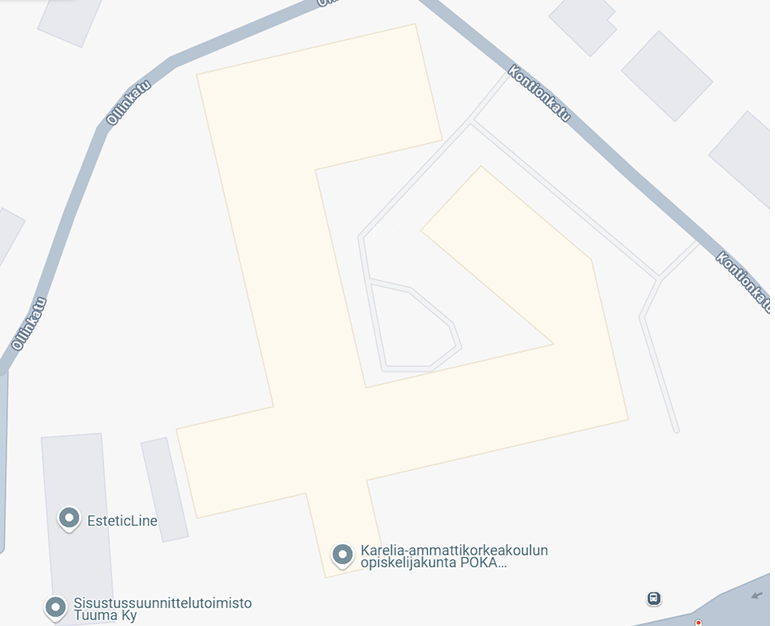 Ollinkatu
Kontionkatu
Kontionkatu
Ollinkatu
EsteticLine
Karelia-ammattikorkeakoulun
opiskelijakunta POKA...
Sisustussuunnittelutoimisto
Tuuma Ky